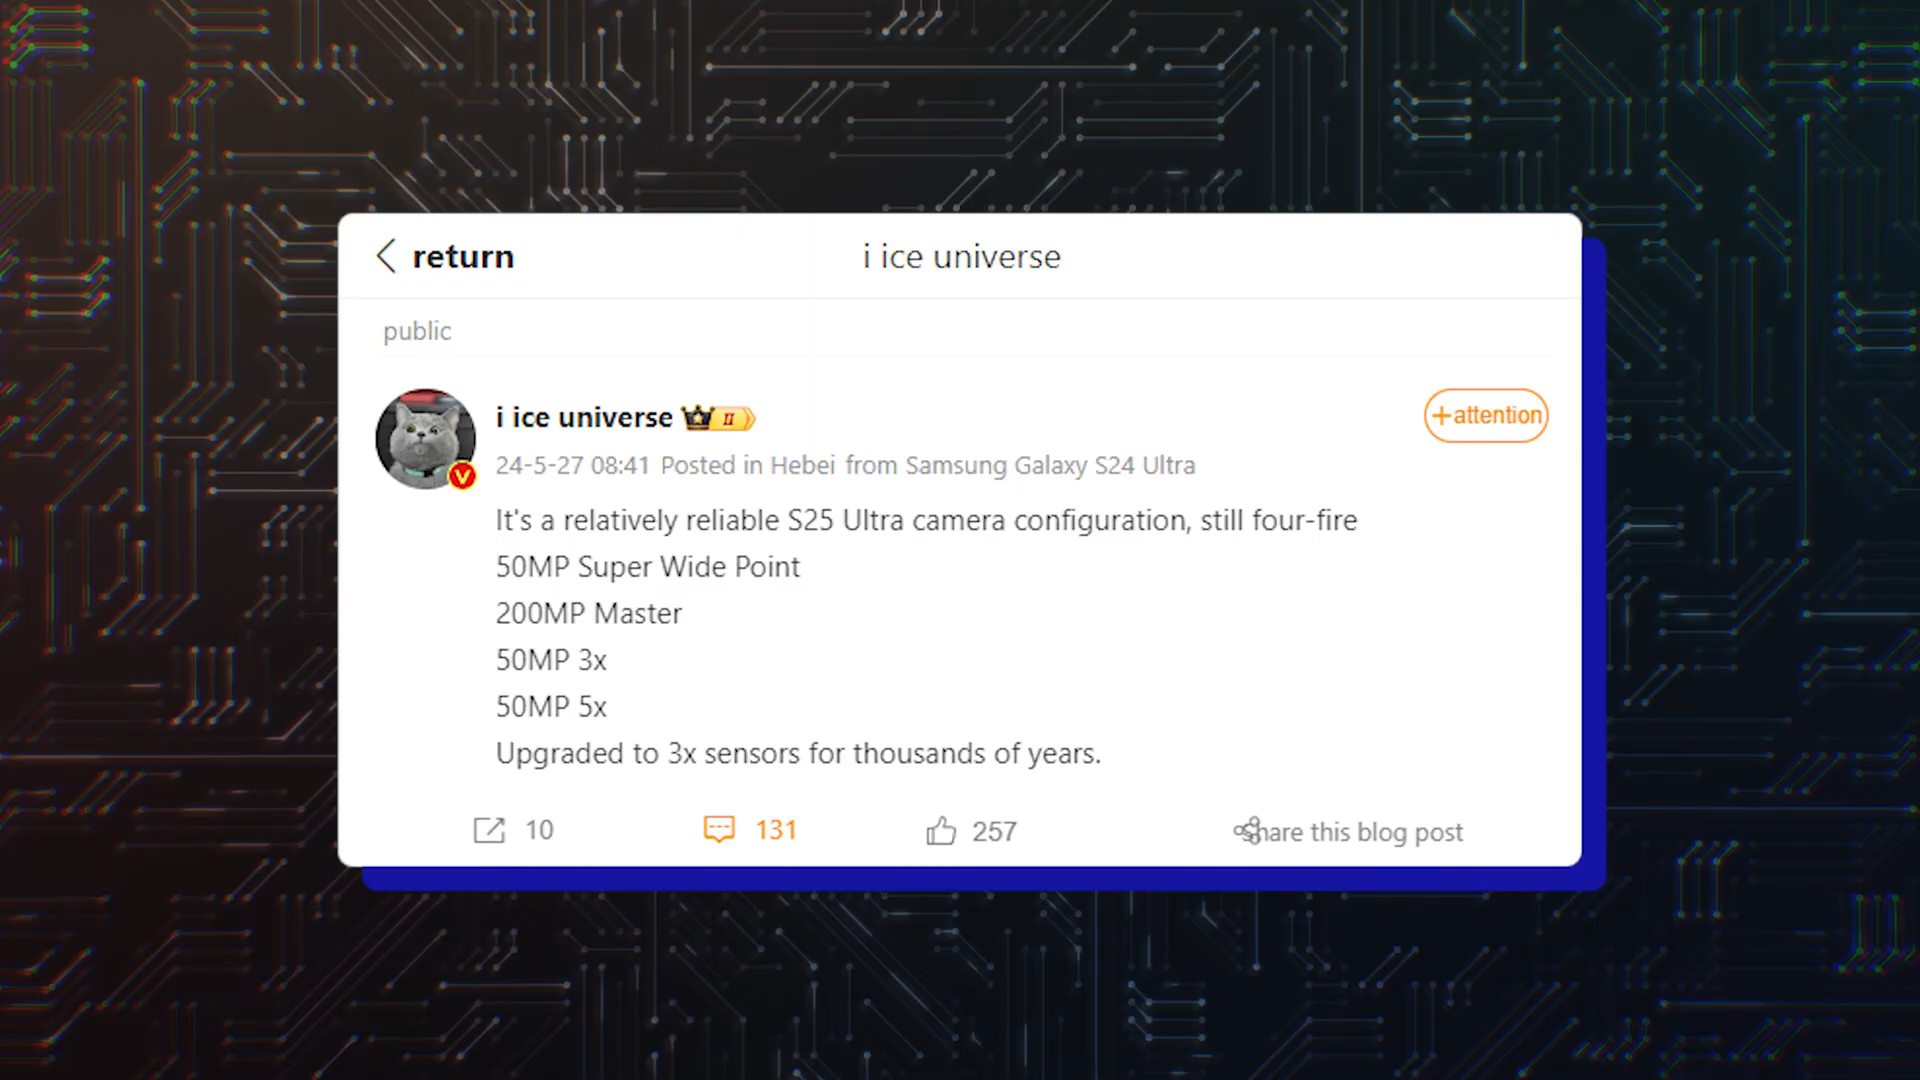 return
i ice universe
public
i ice universe II
+attention
24-5-27 08:41 Posted in Hebei from Samsung Galaxy S24 Ultra
It's a relatively reliable S25 Ultra camera configuration, still four-fire
50MP Super Wide Point
200MP Master
50MP 3x
50MP 5x
Upgraded to 3x sensors for thousands of years.
10 131 257 Share this blog post